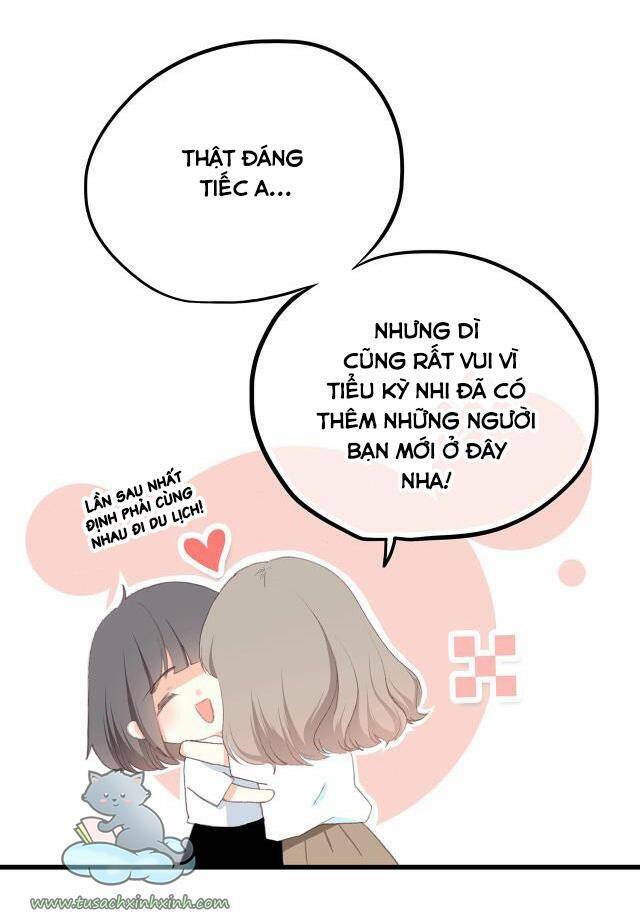 THẬT ĐÁNG
TIẾC A...
NHƯNG DÌ
CŨNG RẤT VUI VÌ
TIỂU KỲ NHI ĐÃ CÓ
THÊM NHỮNG NGƯỜI
BẠN MỚI Ở ĐÂY
NHA!
LẦN SAU NHẤT
ĐỊNH PHẢI CÙNG
NHAU ĐI DU LỊCH!
www.tusachxinhxinh.com